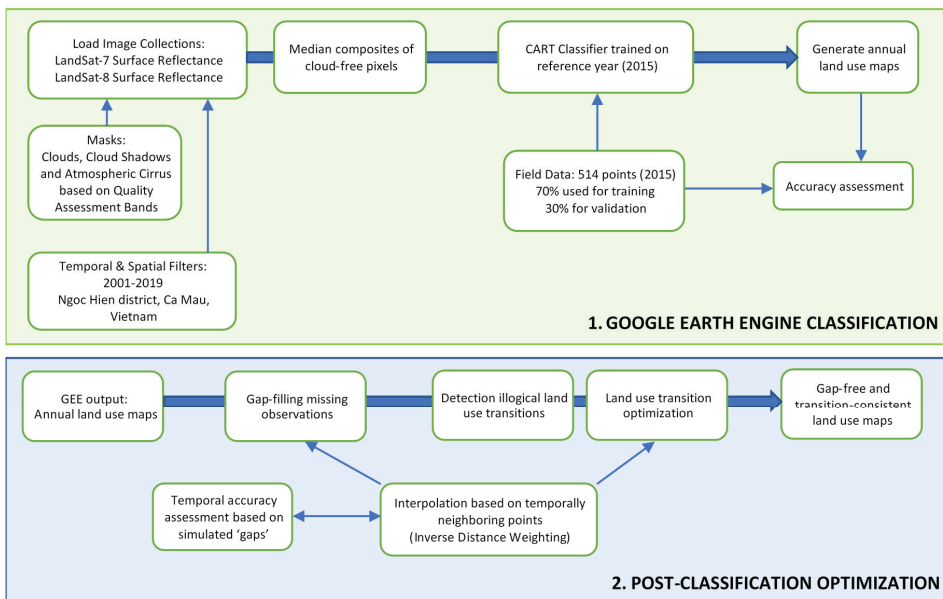 Load Image Collections:
LandSat-7 Surface Reflectance
LandSat-8 Surface Reflectance
Median composites of
cloud-free pixels
CART Classifier trained on
reference year (2015)
Generate annual
land use maps
Masks:
Clouds, Cloud Shadows
and Atmospheric Cirrus
based on Quality
Assessment Bands
Field Data: 514 points (2015)
70% used for training
30% for validation
Accuracy assessment
Temporal & Spatial Filters:
2001-2019
Ngoc Hien district, Ca Mau,
Vietnam
1. GOOGLE EARTH ENGINE CLASSIFICATION
GEE output:
Annual land use maps
Gap-filling missing
observations
Detection illogical land
use transitions
Land use transition
optimization
Gap-free and
transition-consistent
land use maps
Temporal accuracy
assessment based on
simulated ‘gaps’
Interpolation based on temporally
neighboring points
(Inverse Distance Weighting)
2. POST-CLASSIFICATION OPTIMIZATION